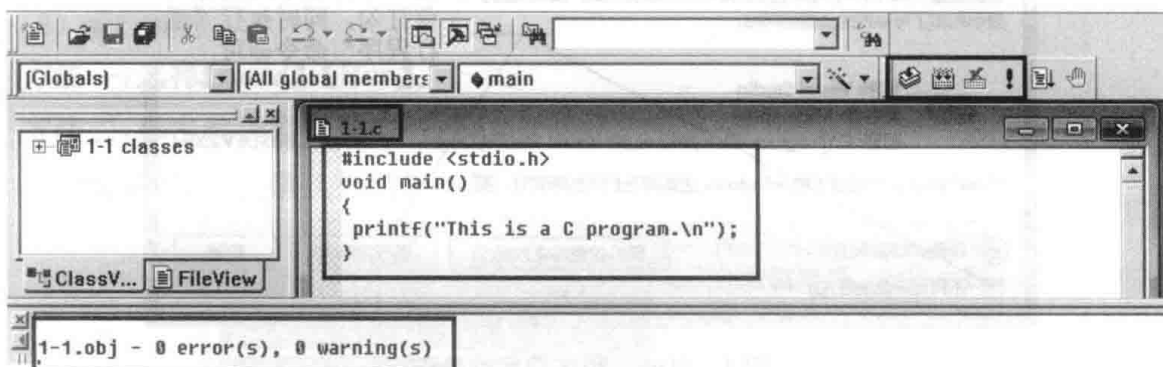 [Globals] [All global members main
1-1 classes
1-1.c
#include <stdio.h>
void main()
{
printf("This is a C program.\n");
}
ClassV... FileView
1-1.obj - 0 error(s), 0 warning(s)